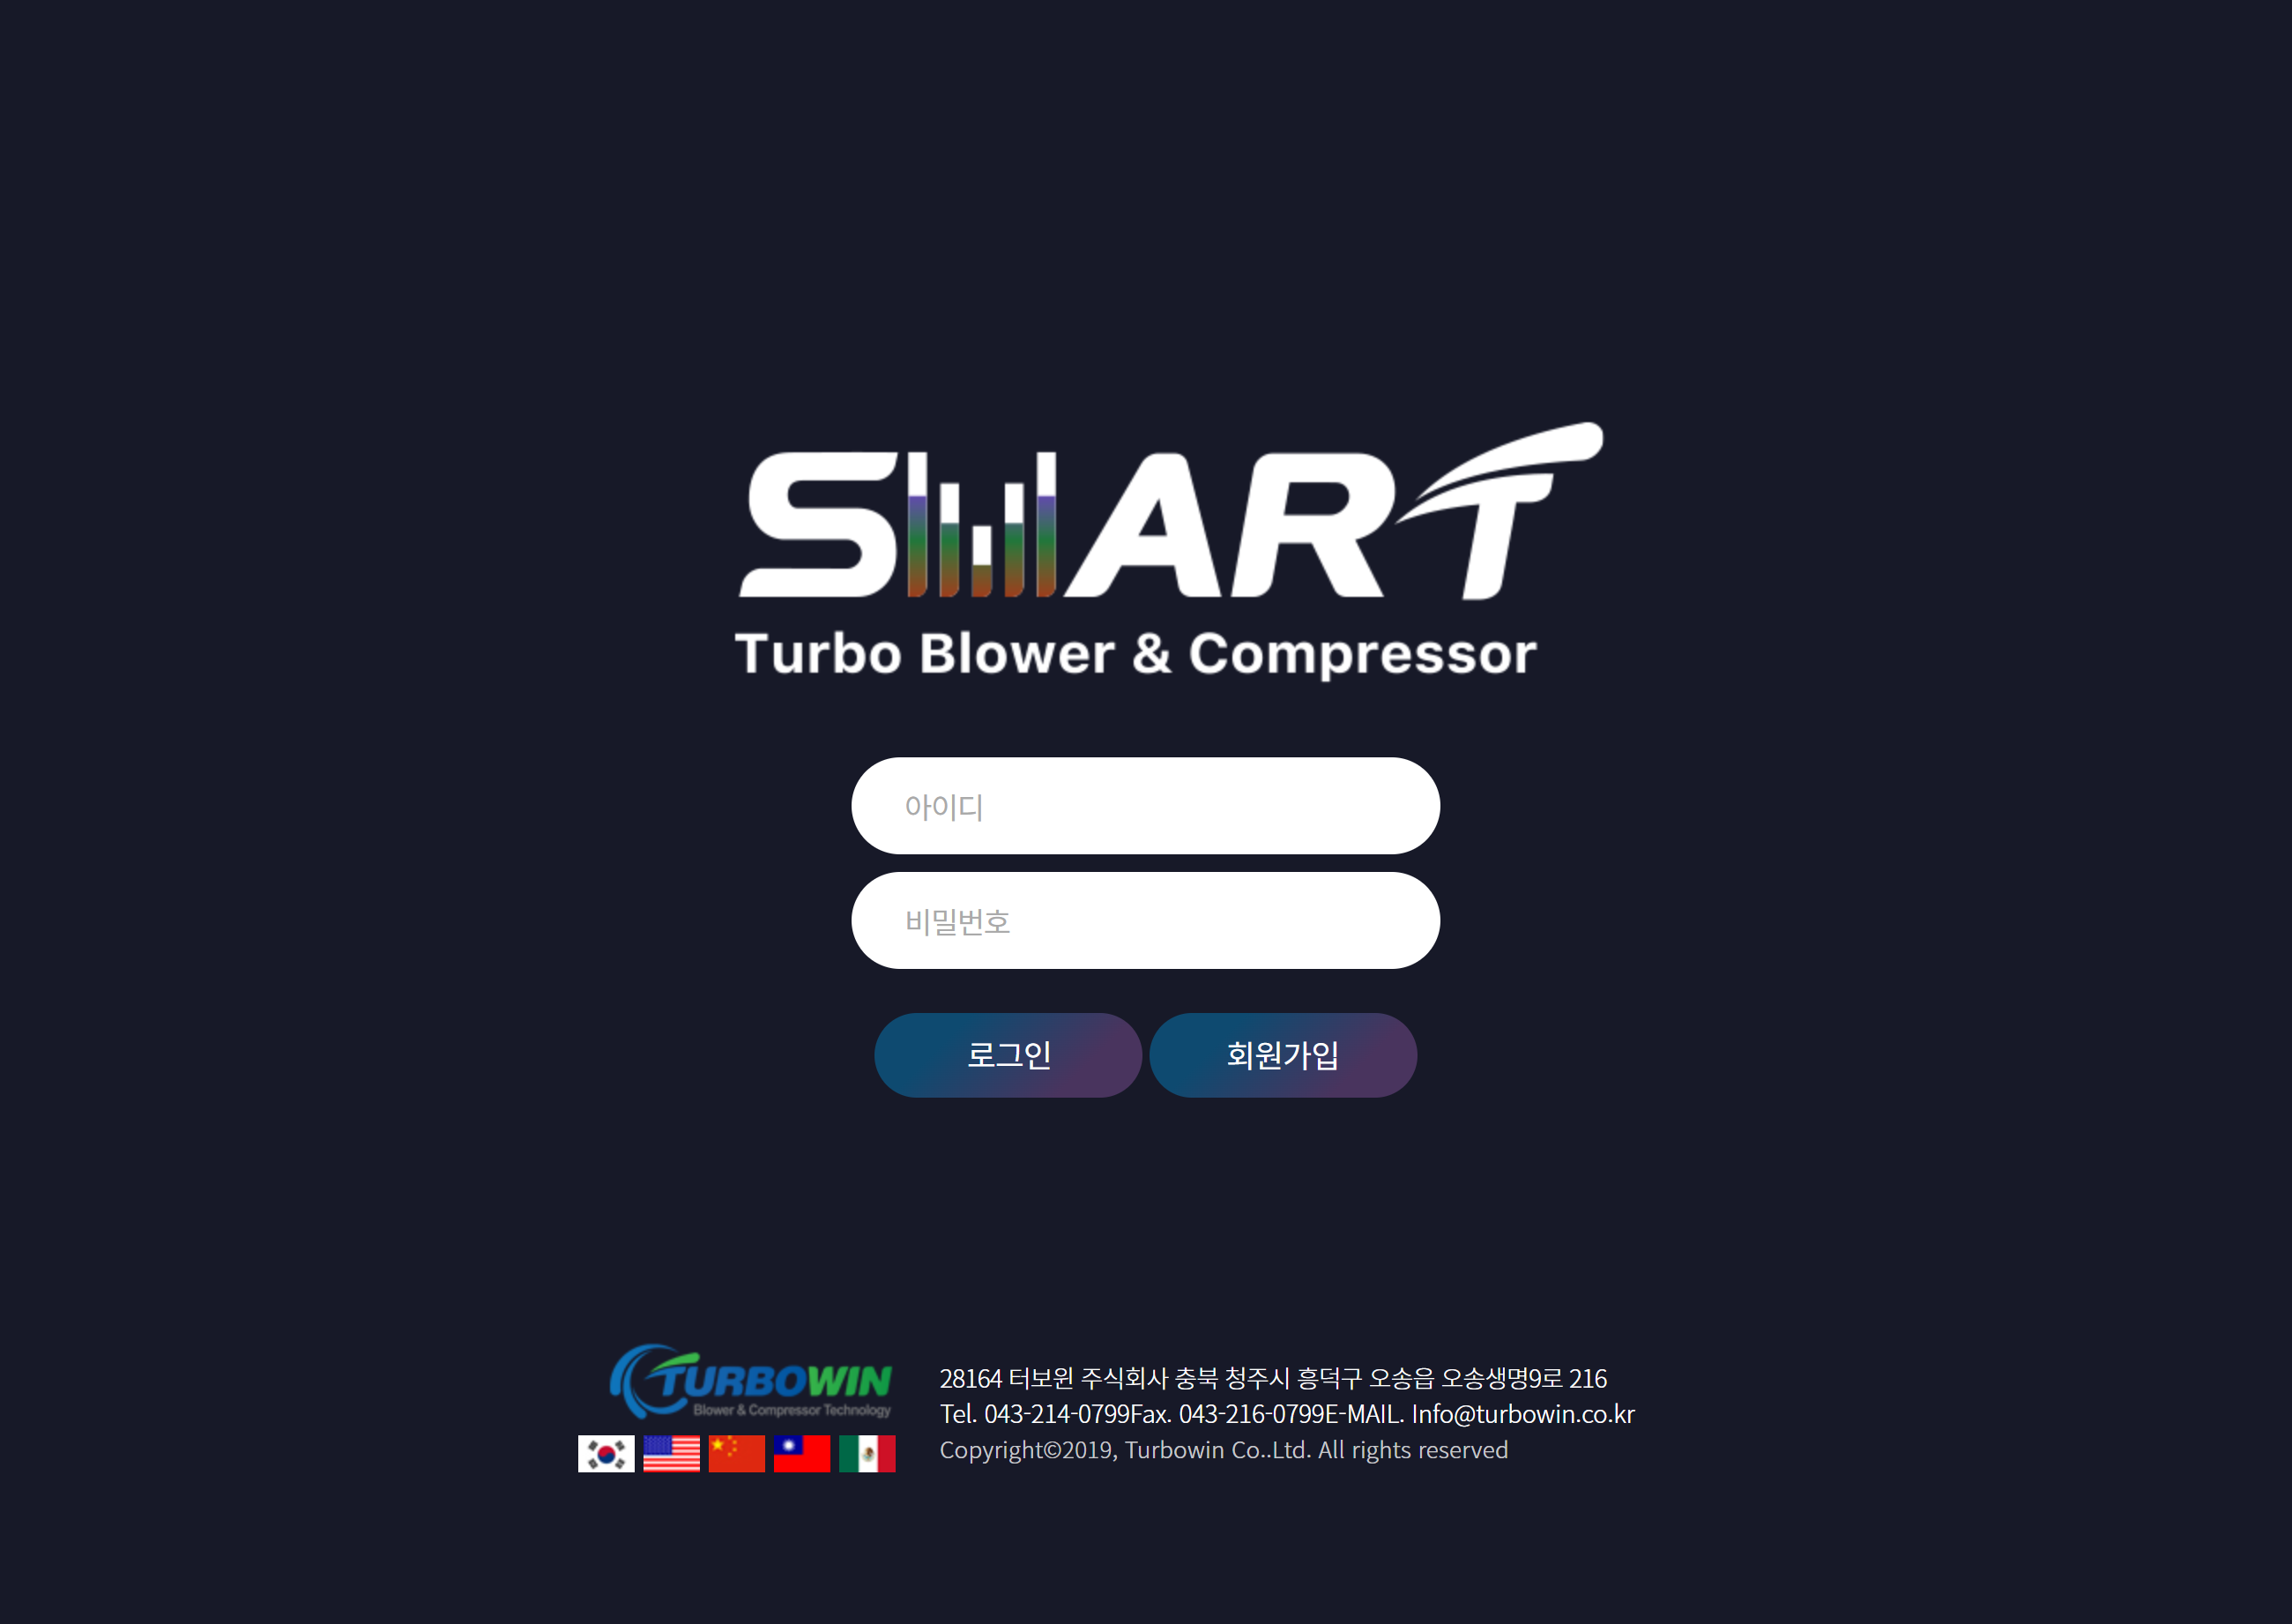 SMART
Turbo Blower & Compressor
아이디
비밀번호
로그인 회원가입
TURBOWIN
Blower & Compressor Technology
28164 터보윈 주식회사 충북 청주시 흥덕구 오송읍 오송생명9로 216
Tel. 043-214-0799Fax. 043-216-0799E-MAIL. Info@turbowin.co.kr
Copyright©2019, Turbowin Co..Ltd. All rights reserved